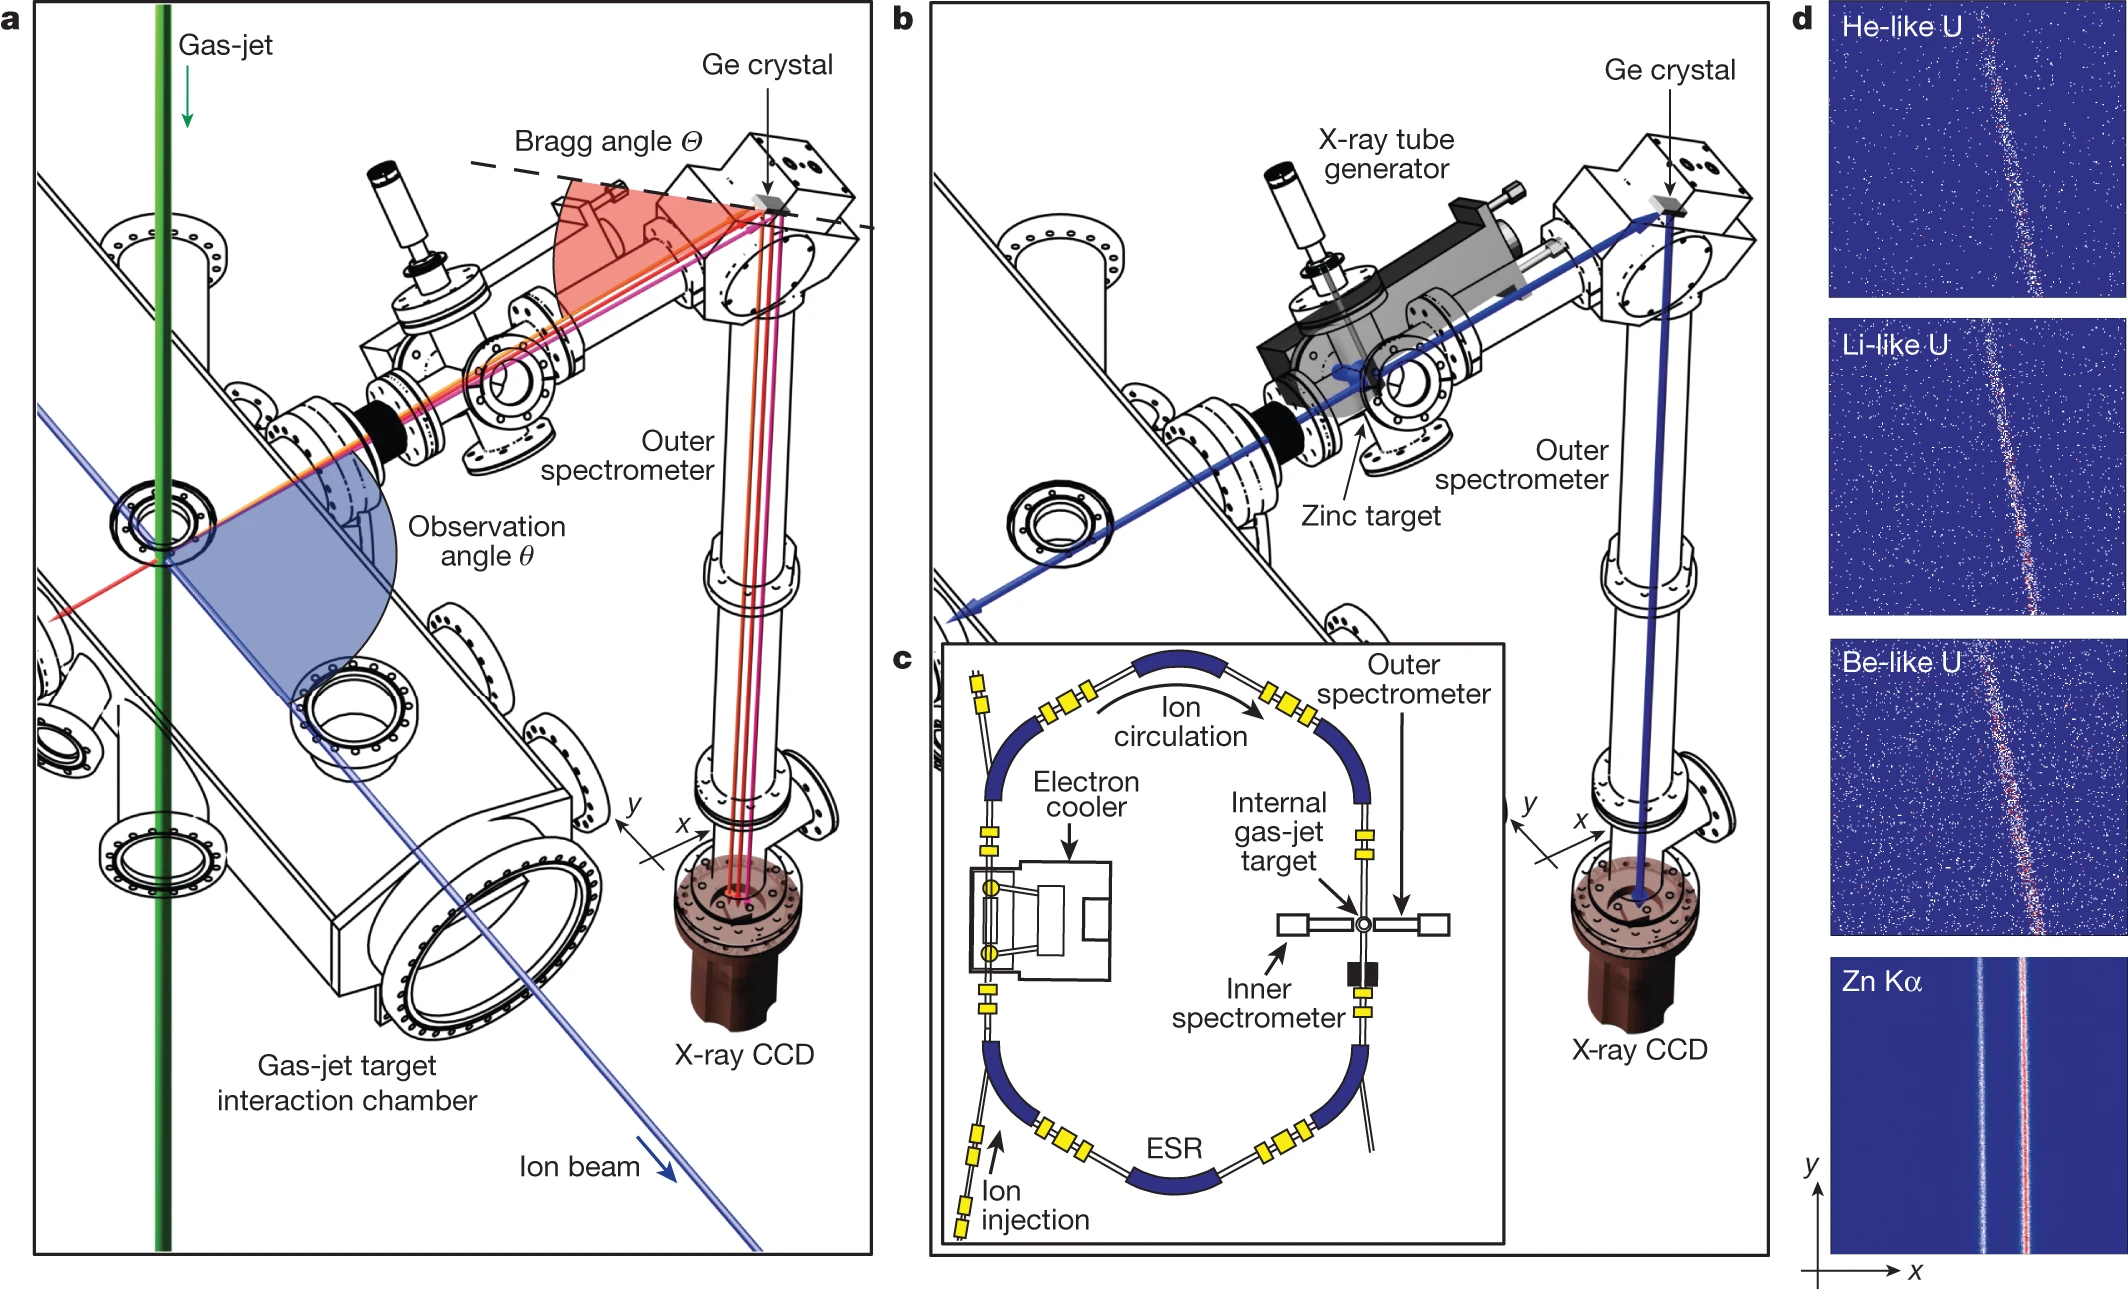 a
Gas-jet
Ge crystal
Bragg angle Θ
Outer
spectrometer
Observation
angle θ
y
x
X-ray CCD
Gas-jet target
interaction chamber
Ion beam
b
Ge crystal
X-ray tube
generator
Outer
spectrometer
Zinc target
y
x
X-ray CCD
c
Outer
spectrometer
Ion
circulation
Electron
cooler
Internal
gas-jet
target
Inner
spectrometer
ESR
Ion
injection
d
He-like U
Li-like U
Be-like U
Zn Kα
y
x